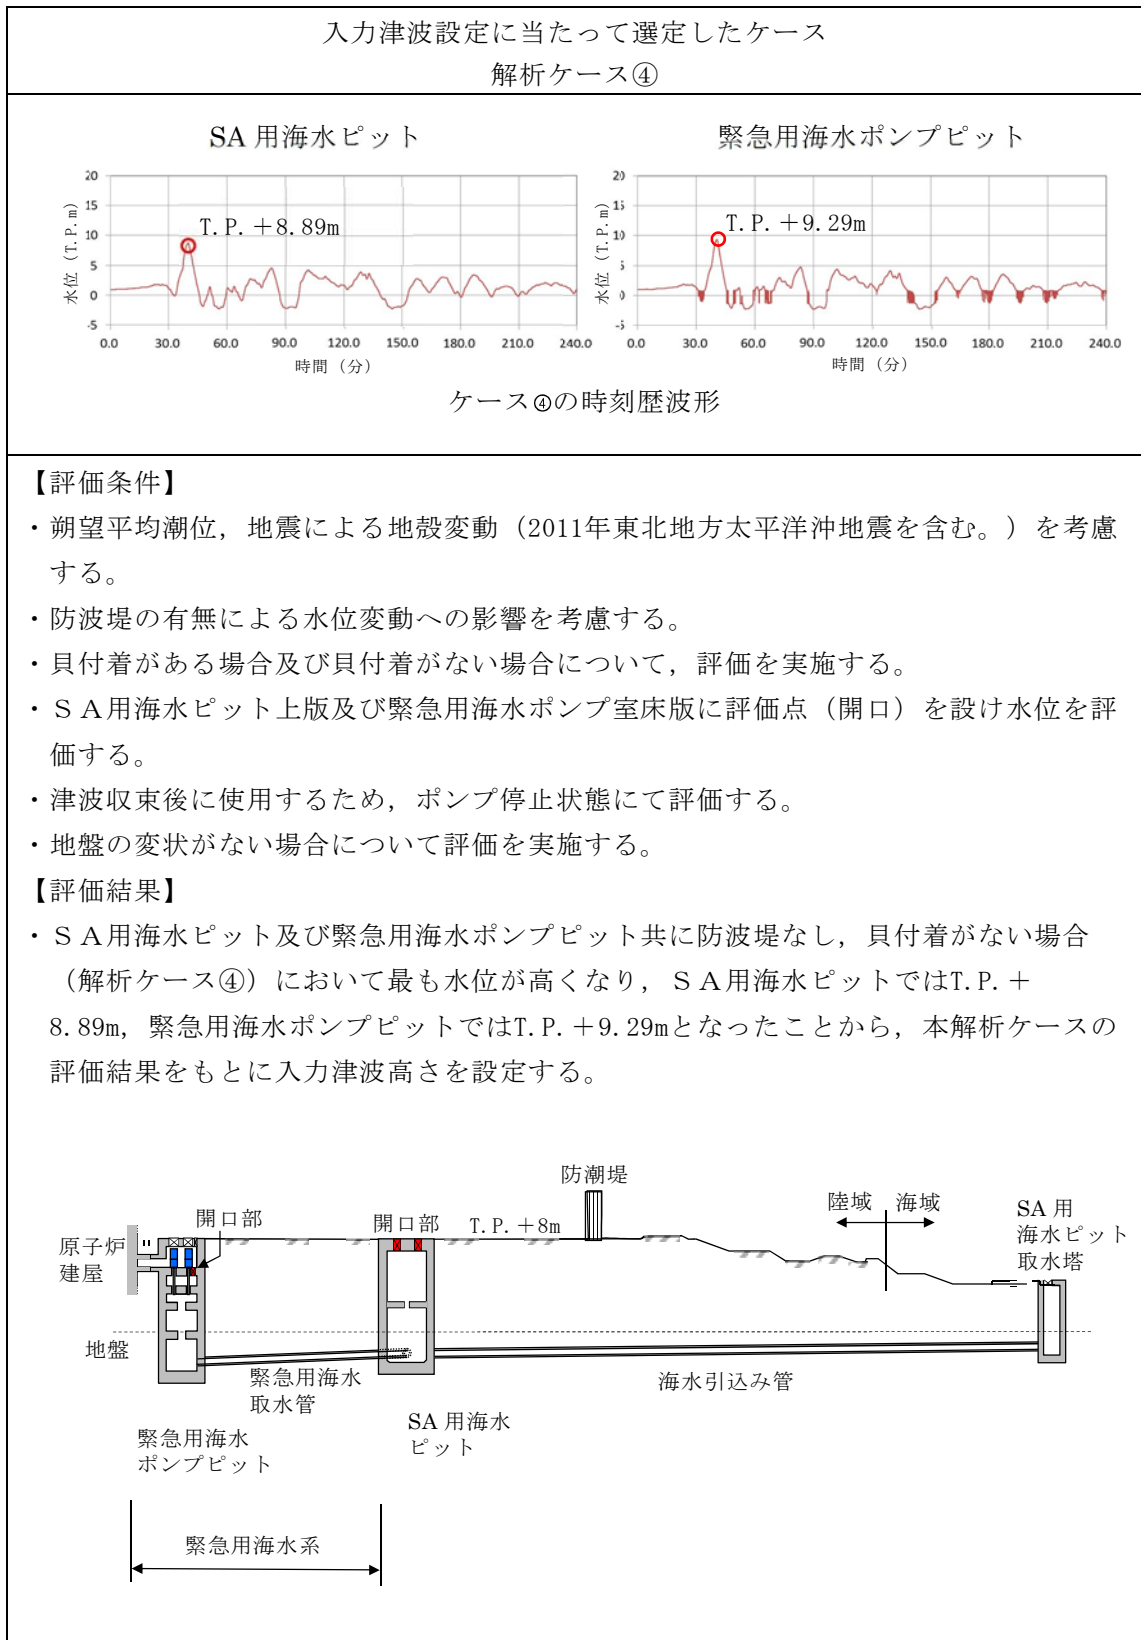 入力津波設定に当たって選定したケース
解析ケース④
SA 用海水ピット
緊急用海水ポンプピット
20
15
10
5
0
-5
水位 (T.P.m)
T.P.＋8.89m
0.0 30.0 60.0 90.0 120.0 150.0 180.0 210.0 240.0
時間 (分)
20
15
10
5
0
-5
水位 (T.P.m)
T.P.＋9.29m
0.0 30.0 60.0 90.0 120.0 150.0 180.0 210.0 240.0
時間 (分)
ケース④の時刻歴波形
【評価条件】
・朔望平均潮位，地震による地殻変動（2011年東北地方太平洋沖地震を含む。）を考慮
する。
・防波堤の有無による水位変動への影響を考慮する。
・貝付着がある場合及び貝付着がない場合について，評価を実施する。
・ＳＡ用海水ピット上版及び緊急用海水ポンプ室床版に評価点（開口）を設け水位を評
価する。
・津波収束後に使用するため，ポンプ停止状態にて評価する。
・地盤の変状がない場合について評価を実施する。
【評価結果】
・ＳＡ用海水ピット及び緊急用海水ポンプピット共に防波堤なし，貝付着がない場合
（解析ケース④）において最も水位が高くなり，ＳＡ用海水ピットではT.P.＋
8.89m，緊急用海水ポンプピットではT.P.＋9.29mとなったことから，本解析ケースの
評価結果をもとに入力津波高さを設定する。
防潮堤
陸域 海域
SA 用
海水ピット
取水塔
開口部
開口部
T.P.＋8m
原子炉
建屋
地盤
緊急用海水
取水管
海水引込み管
SA 用海水
ピット
緊急用海水
ポンプピット
緊急用海水系